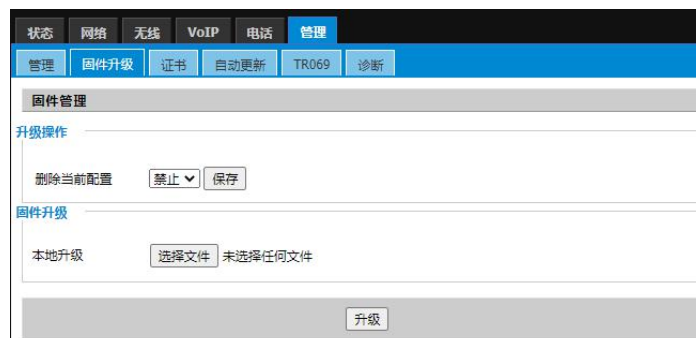 状态 网络 无线 VoIP 电话 管理
管理 固件升级 证书 自动更新 TR069 诊断
固件管理
升级操作
删除当前配置 禁止 保存
固件升级
本地升级 选择文件 未选择任何文件
升级